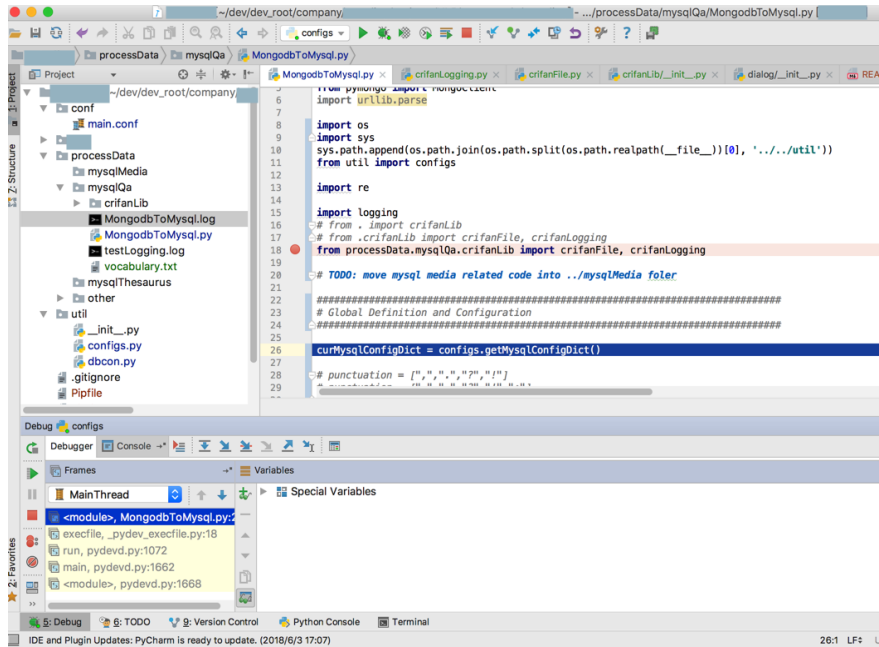 ~/dev/dev_root/company/ - .../processData/mysqlQa/MongodbToMysql.py [
configs
processData mysqlQa MongodbToMysql.py
1: Project
Z: Structure
2: Favorites
Project
~/dev/dev_root/company,
conf
main.conf
processData
mysqlMedia
mysqlQa
crifanLib
MongodbToMysql.log
MongodbToMysql.py
testLogging.log
vocabulary.txt
mysqlThesaurus
other
util
__init__.py
configs.py
dbcon.py
.gitignore
Pipfile
MongodbToMysql.py crifanLogging.py crifanFile.py crifanLib/__init__.py dialog/__init__.py REA
5 from pymongo import MongoClient
6 import urllib.parse
7
8 import os
9 import sys
10 sys.path.append(os.path.join(os.path.split(os.path.realpath(__file__))[0], '../../util'))
11 from util import configs
12
13 import re
14
15 import logging
16 # from . import crifanLib
17 # from .crifanLib import crifanFile, crifanLogging
18 from processData.mysqlQa.crifanLib import crifanFile, crifanLogging
19
20 # TODO: move mysql media related code into ../mysqlMedia foler
21
22 ################################################################################
23 # Global Definition and Configuration
24 ################################################################################
25
26 curMysqlConfigDict = configs.getMysqlConfigDict()
27
28 # punctuation = [",",".","?","!"]
29
Debug configs
Debugger Console
Frames
Variables
MainThread
Special Variables
<module>, MongodbToMysql.py:2
execfile, _pydev_execfile.py:18
run, pydevd.py:1072
main, pydevd.py:1662
<module>, pydevd.py:1668
5: Debug 6: TODO 9: Version Control Python Console Terminal
IDE and Plugin Updates: PyCharm is ready to update. (2018/6/3 17:07) 26:1 LF